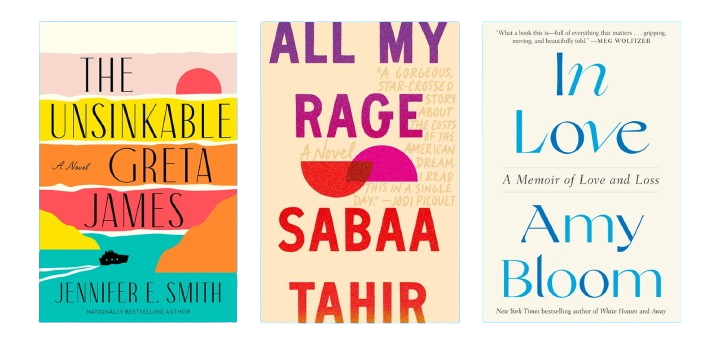 THE
UNSINKABLE
A Novel GRETA
JAMES
JENNIFER E. SMITH
NATIONALLY BESTSELLING AUTHOR
ALL MY
"A GORGEOUS,
STAR-CROSSED
STORY
ABOUT
RAGE
THE COSTS
OF THE
A Novel
AMERICAN
DREAM.
I READ
THIS IN A SINGLE
DAY." —JODI PICOULT
SABAA
TAHIR
"What a book this is—full of everything that matters . . . gripping,
moving, and beautifully told." —MEG WOLITZER
In
Love
A Memoir of Love and Loss
Amy
Bloom
New York Times bestselling author of White Houses and Away